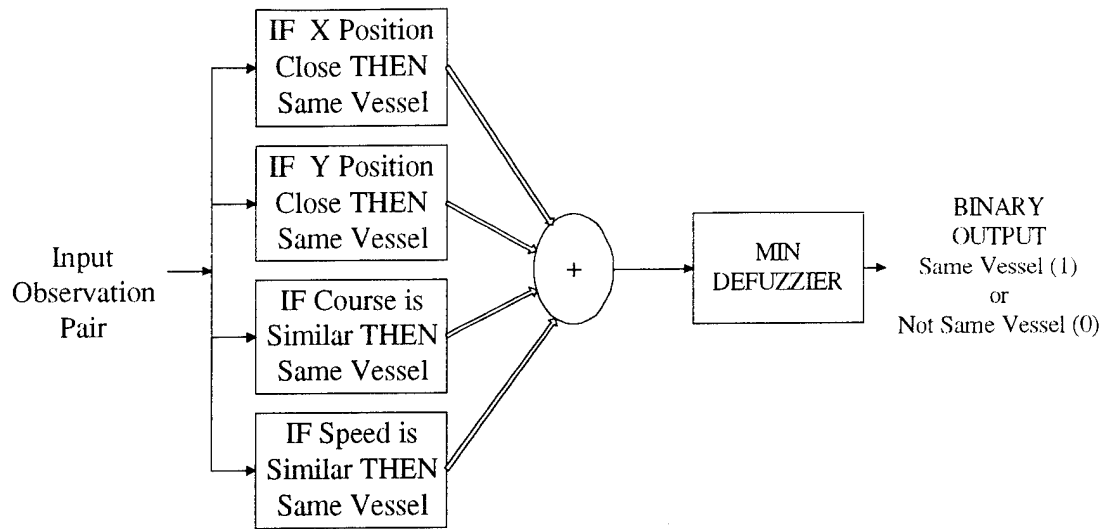 IF X Position
Close THEN
Same Vessel
IF Y Position
Close THEN
Same Vessel
Input
Observation
Pair
IF Course is
Similar THEN
Same Vessel
IF Speed is
Similar THEN
Same Vessel
+
MIN
DEFUZZIER
BINARY
OUTPUT
Same Vessel (1)
or
Not Same Vessel (0)